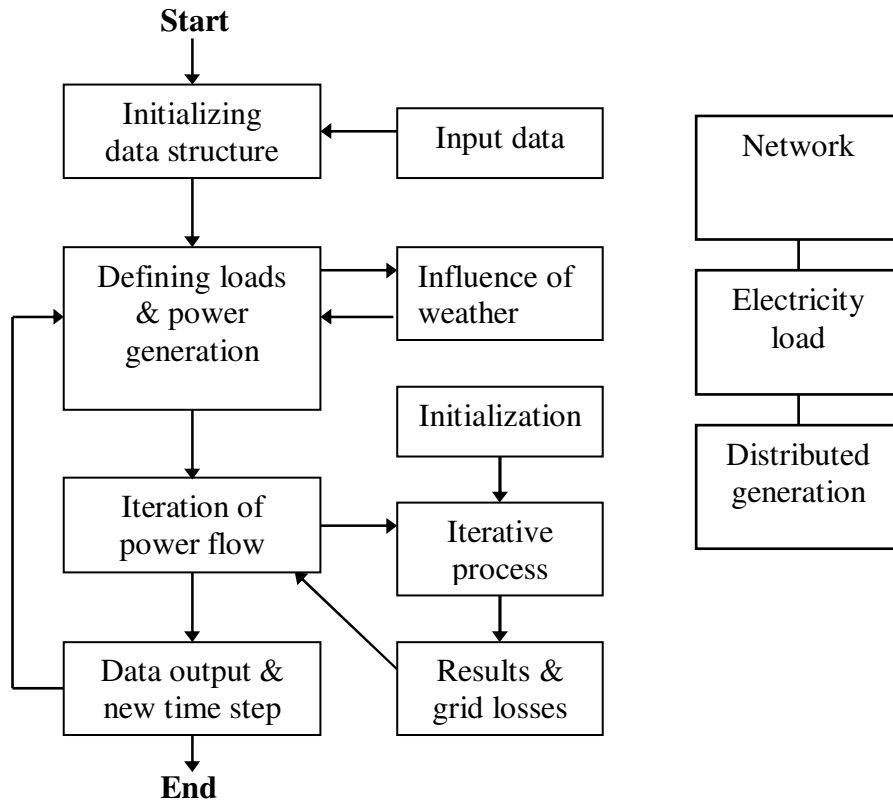 Start
Initializing
data structure
Input data
Network
Defining loads
& power
generation
Influence of
weather
Electricity
load
Initialization
Distributed
generation
Iteration of
power flow
Iterative
process
Data output &
new time step
Results &
grid losses
End